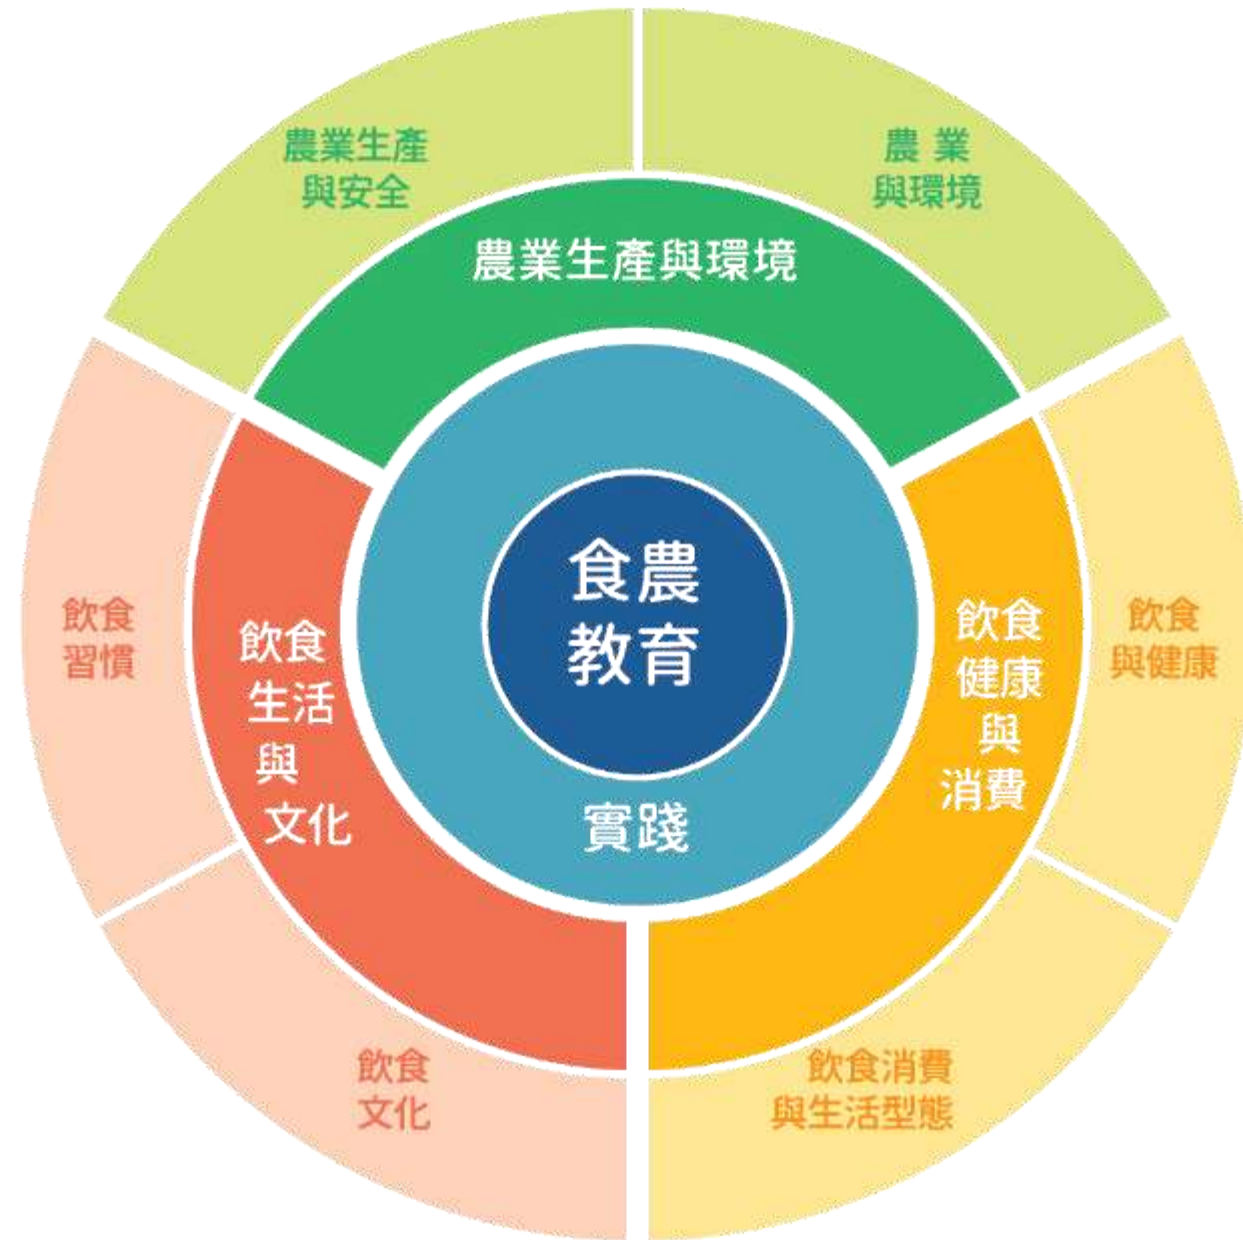 農業生產
與安全
農 業
與環境
農業生產與環境
食農
教育
實踐
飲食
習慣
飲食
生活
與
文化
飲食
健康
與
消費
飲食
與健康
飲食
文化
飲食消費
與生活型態